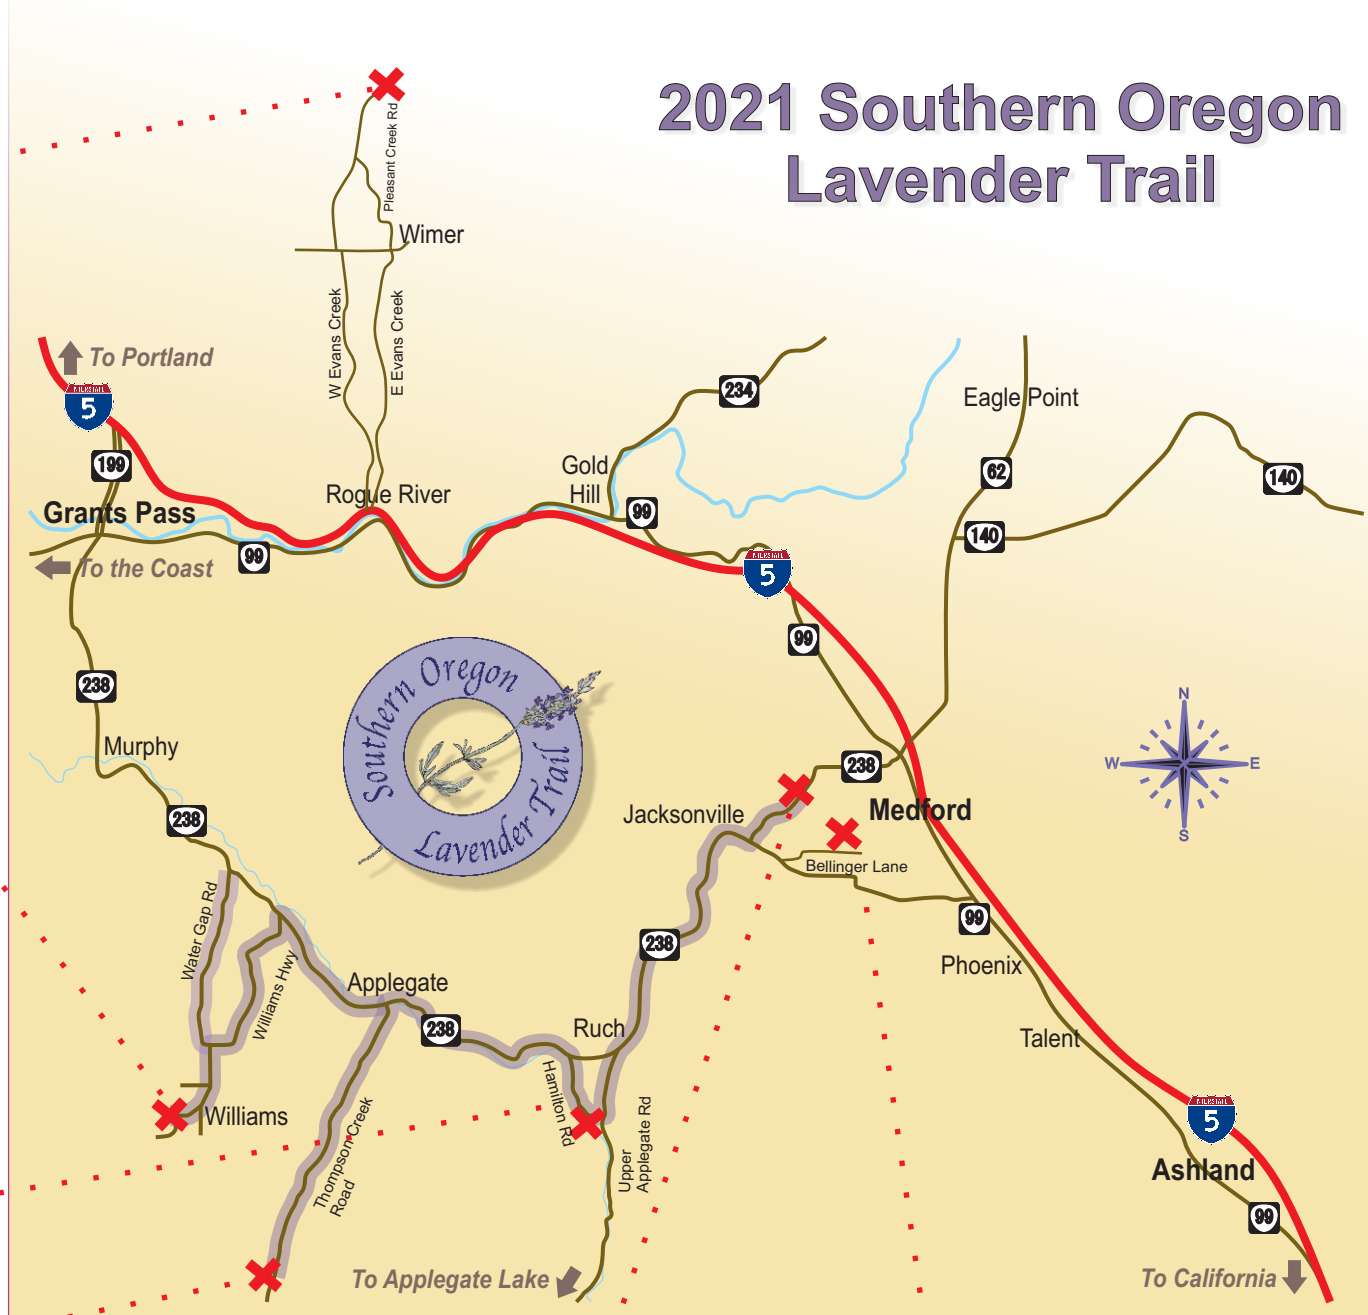 2021 Southern Oregon
Lavender Trail
Pleasant Creek Rd
Wimer
W Evans Creek
E Evans Creek
To Portland
INTERSTATE
5
234
Eagle Point
199
Gold
Hill
62
140
Rogue River
Grants Pass
99
99
140
To the Coast
INTERSTATE
5
99
238
Southern Oregon
Lavender Trail
N
W
E
S
Murphy
238
238
Jacksonville
Medford
Bellinger Lane
Water Gap Rd
Williams Hwy
99
238
Phoenix
Applegate
238
Ruch
Talent
Hamilton Rd
Williams
Thompson Creek
Road
Upper
Applegate Rd
INTERSTATE
5
Ashland
99
To Applegate Lake
To California